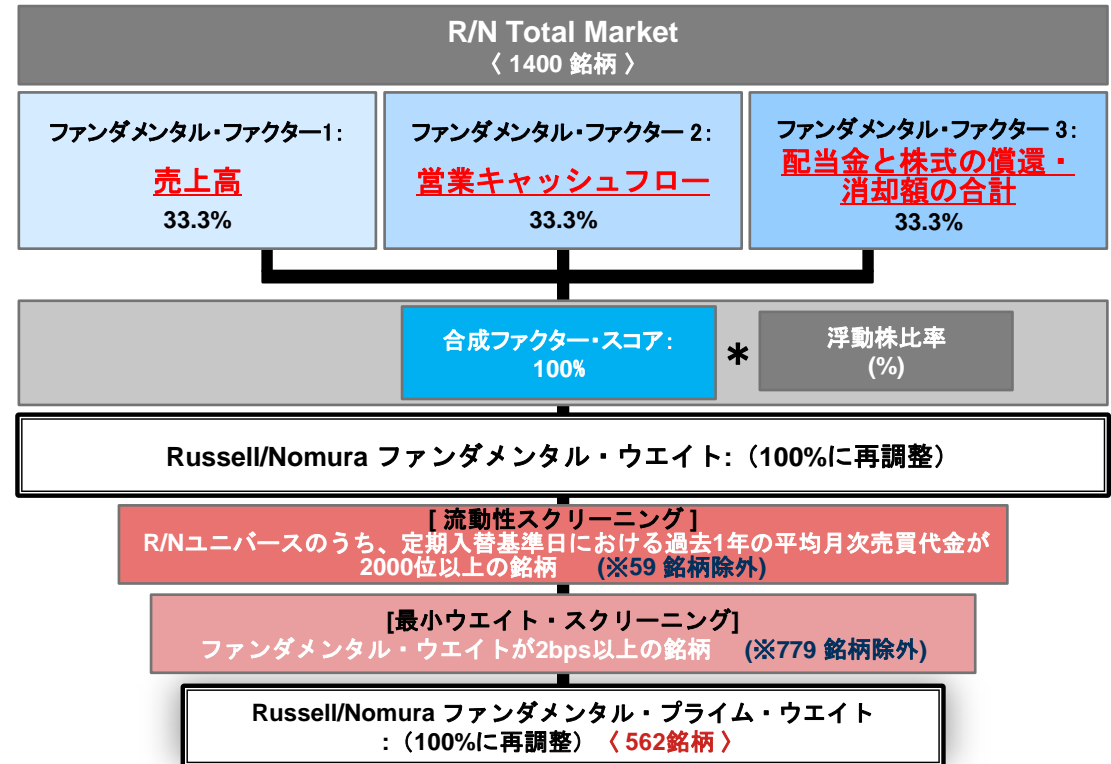 R/N Total Market
〈 1400 銘柄 〉
ファンダメンタル・ファクター1：
売上高
33.3%
ファンダメンタル・ファクター 2：
営業キャッシュフロー
33.3%
ファンダメンタル・ファクター 3：
配当金と株式の償還・
消却額の合計
33.3%
合成ファクター・スコア：
100%
*
浮動株比率
(%)
Russell/Nomura ファンダメンタル・ウエイト:（100%に再調整）
[ 流動性スクリーニング ]
R/Nユニバースのうち、定期入替基準日における過去1年の平均月次売買代金が
2000位以上の銘柄 (※59 銘柄除外)
[最小ウエイト・スクリーニング]
ファンダメンタル・ウエイトが2bps以上の銘柄 (※779 銘柄除外)
Russell/Nomura ファンダメンタル・プライム・ウエイト
:（100%に再調整）〈 562銘柄 〉